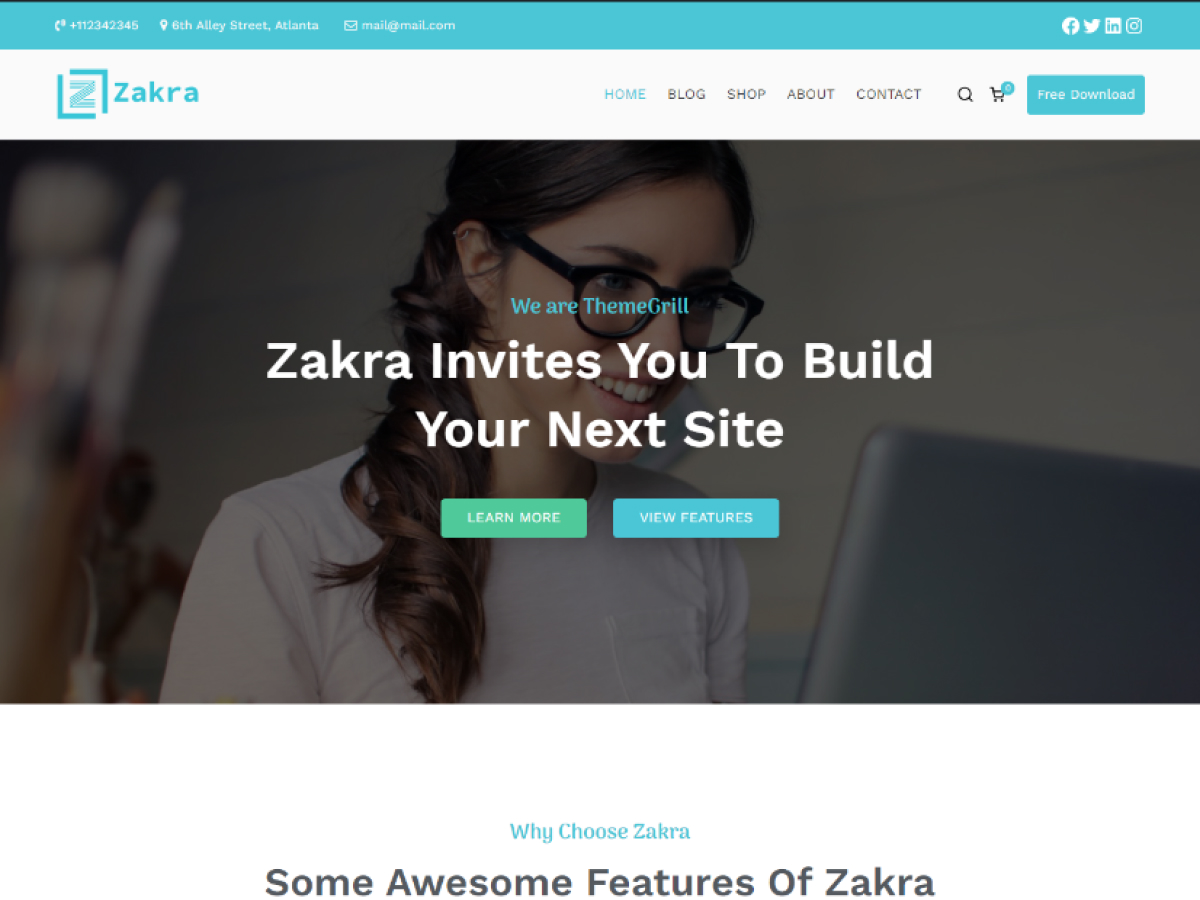 +112342345 6th Alley Street, Atlanta mail@mail.com
Zakra HOME BLOG SHOP ABOUT CONTACT 0 Free Download
We are ThemeGrill
Zakra Invites You To Build
Your Next Site
LEARN MORE VIEW FEATURES
Why Choose Zakra
Some Awesome Features Of Zakra